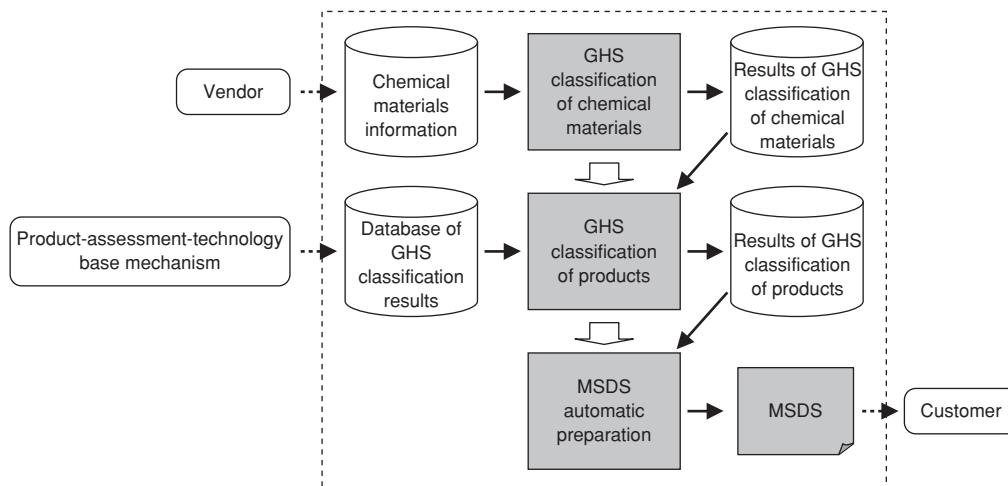 Vendor
Chemical
materials
information
GHS
classification
of chemical
materials
Results of GHS
classification
of chemical
materials
Product-assessment-technology
base mechanism
Database of
GHS
classification
results
GHS
classification
of products
Results of GHS
classification
of products
MSDS
automatic
preparation
MSDS
Customer